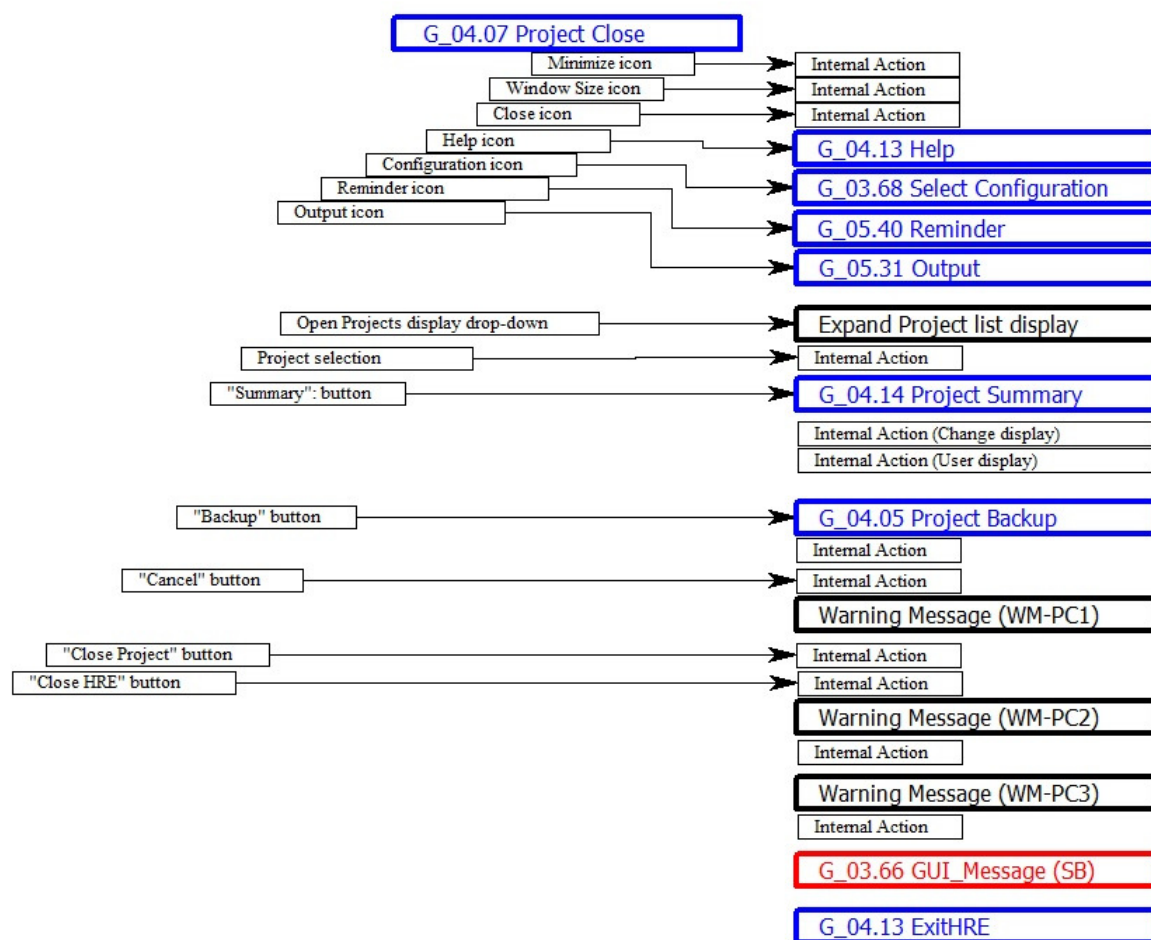 G_04.07 Project Close
Minimize icon
Internal Action
Window Size icon
Internal Action
Close icon
Internal Action
Help icon
G_04.13 Help
Configuration icon
G_03.68 Select Configuration
Reminder icon
G_05.40 Reminder
Output icon
G_05.31 Output
Open Projects display drop-down
Expand Project list display
Project selection
Internal Action
"Summary": button
G_04.14 Project Summary
Internal Action (Change display)
Internal Action (User display)
"Backup" button
G_04.05 Project Backup
Internal Action
"Cancel" button
Internal Action
Warning Message (WM-PC1)
"Close Project" button
Internal Action
"Close HRE" button
Internal Action
Warning Message (WM-PC2)
Internal Action
Warning Message (WM-PC3)
Internal Action
G_03.66 GUI_Message (SB)
G_04.13 ExitHRE